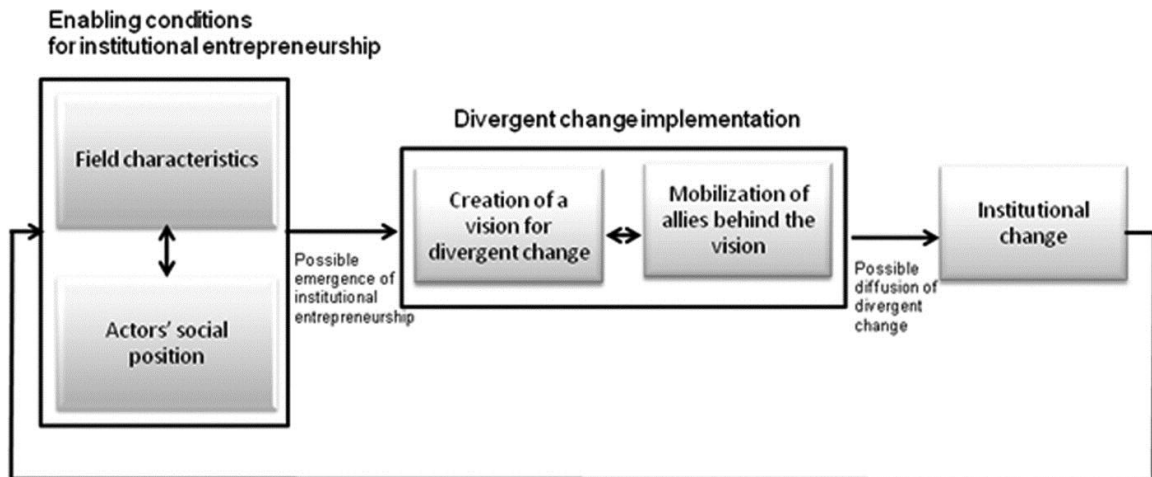 Enabling conditions
for institutional entrepreneurship
Field characteristics
Actors' social
position
Possible
emergence of
institutional
entrepreneurship
Divergent change implementation
Creation of a
vision for
divergent change
Mobilization of
allies behind the
vision
Possible
diffusion of
divergent
change
Institutional
change